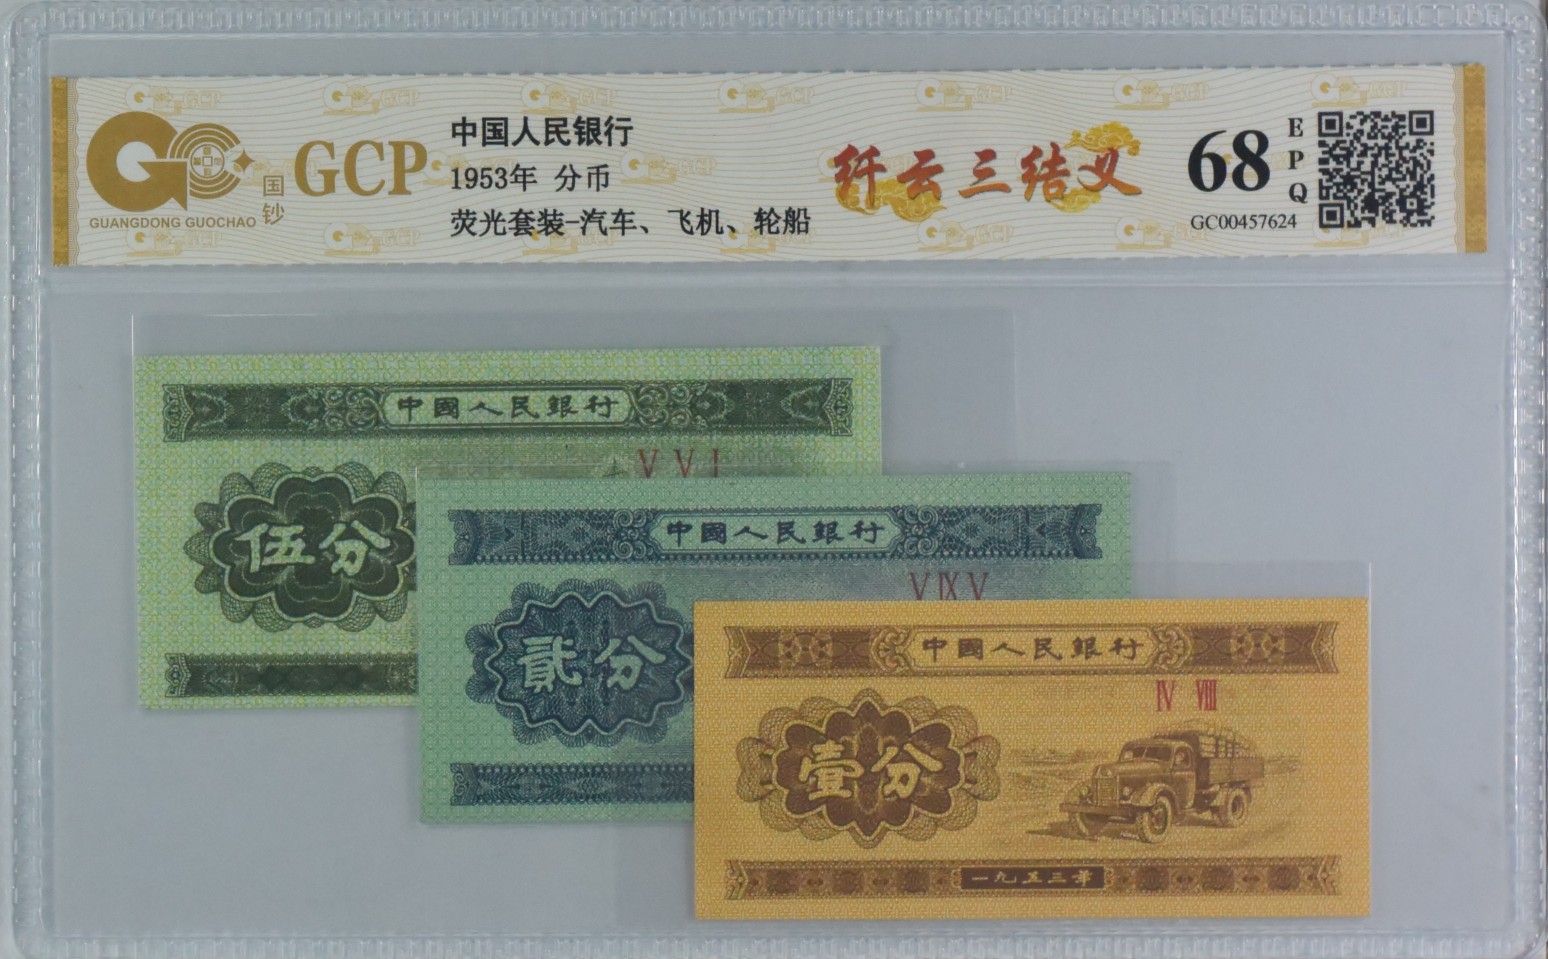 GUANGDONG GUOCHAO
国钞
GCP
中国人民银行
1953年 分币
荧光套装-汽车、飞机、轮船
纤云三结义
68
EPQ
GC00457624
中國人民銀行
V V I
伍分
中國人民銀行
V IX V
貳分
中國人民銀行
IV VIII
壹分
一九五三年